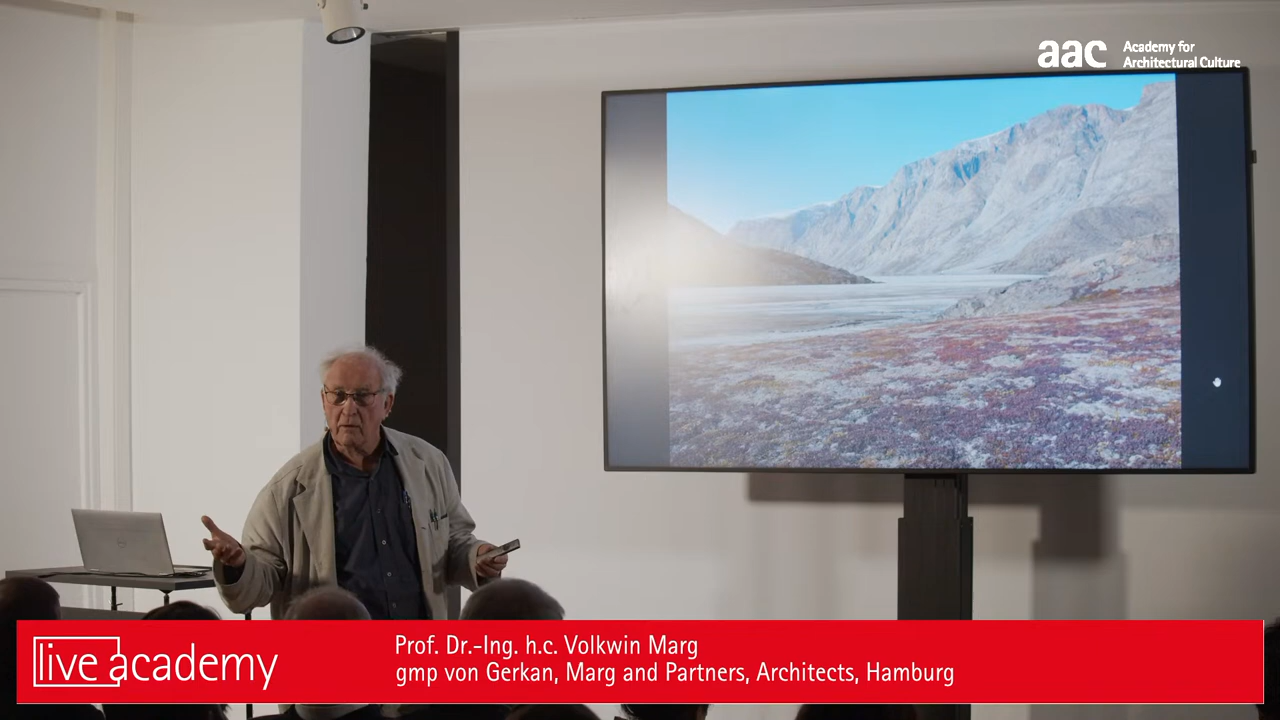 aac
Academy for
Architectural Culture
live academy
Prof. Dr.-Ing. h.c. Volkwin Marg
gmp von Gerkan, Marg and Partners, Architects, Hamburg